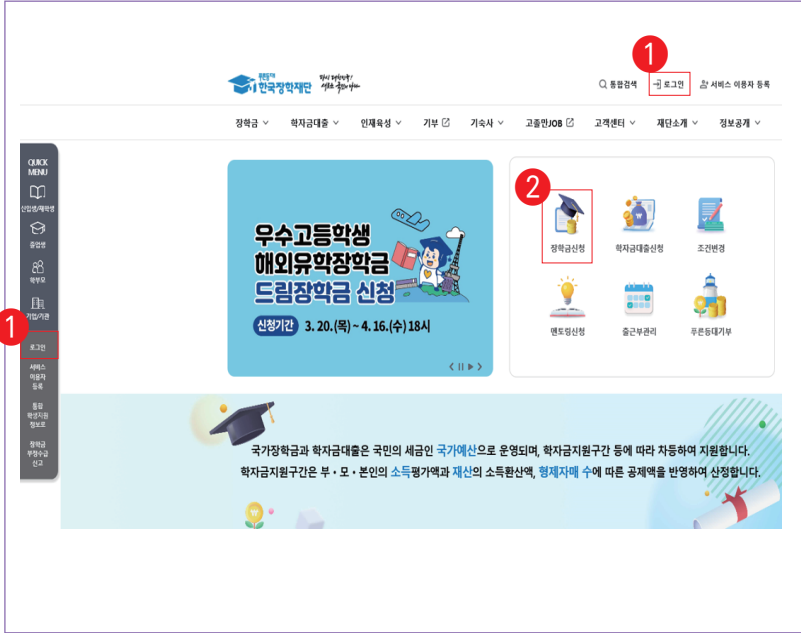 1
푸른등대
한국장학재단
통합검색 로그인 서비스 이용자 등록
장학금 학자금대출 인재육성 기부 기숙사 고졸만JOB 고객센터 재단소개 정보공개
QUICK
MENU
신입생/재학생
졸업생
학부모
기업/기관
1
로그인
서비스
이용자
등록
통합
학생지원
정보로
장학금
부정수급
신고
우수고등학생
해외유학장학금
드림장학금 신청
신청기간 3. 20.(목) ~ 4. 16.(수) 18시
2
장학금신청 학자금대출신청 조건변경
멘토링신청 출근부관리 푸른등대기부
국가장학금과 학자금대출은 국민의 세금인 국가예산으로 운영되며, 학자금지원구간 등에 따라 차등하여 지원합니다.
학자금지원구간은 부・모・본인의 소득평가액과 재산의 소득환산액, 형제자매 수에 따른 공제액을 반영하여 산정합니다.